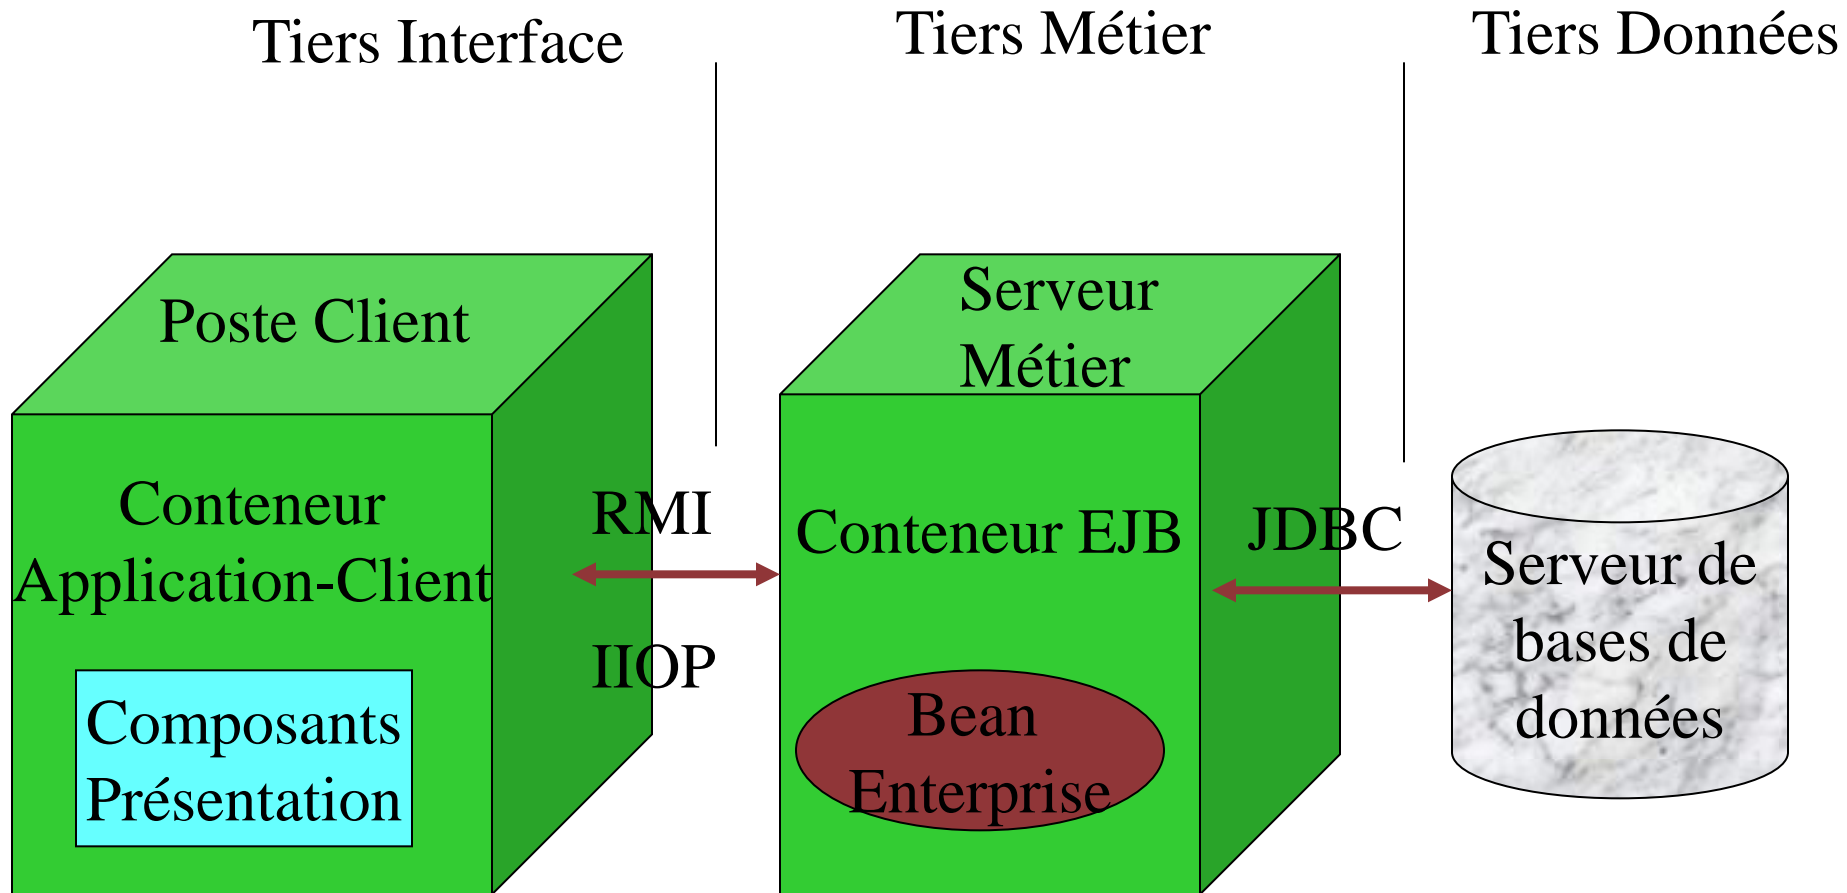 Tiers Interface
Tiers Métier
Tiers Données
Poste Client
Conteneur
Application-Client
Composants
Présentation
RMI
IIOP
Serveur
Métier
Conteneur EJB
Bean
Enterprise
JDBC
Serveur de
bases de
données